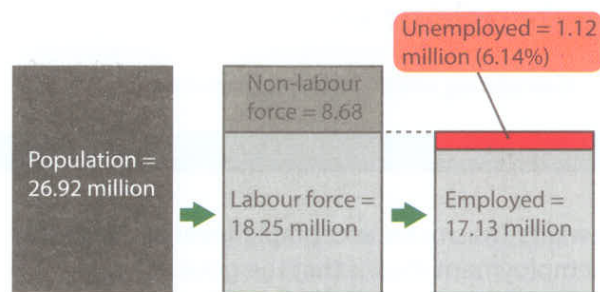 Unemployed = 1.12
million (6.14%)
Non-labour
force = 8.68
Population =
26.92 million
Labour force =
18.25 million
Employed =
17.13 million